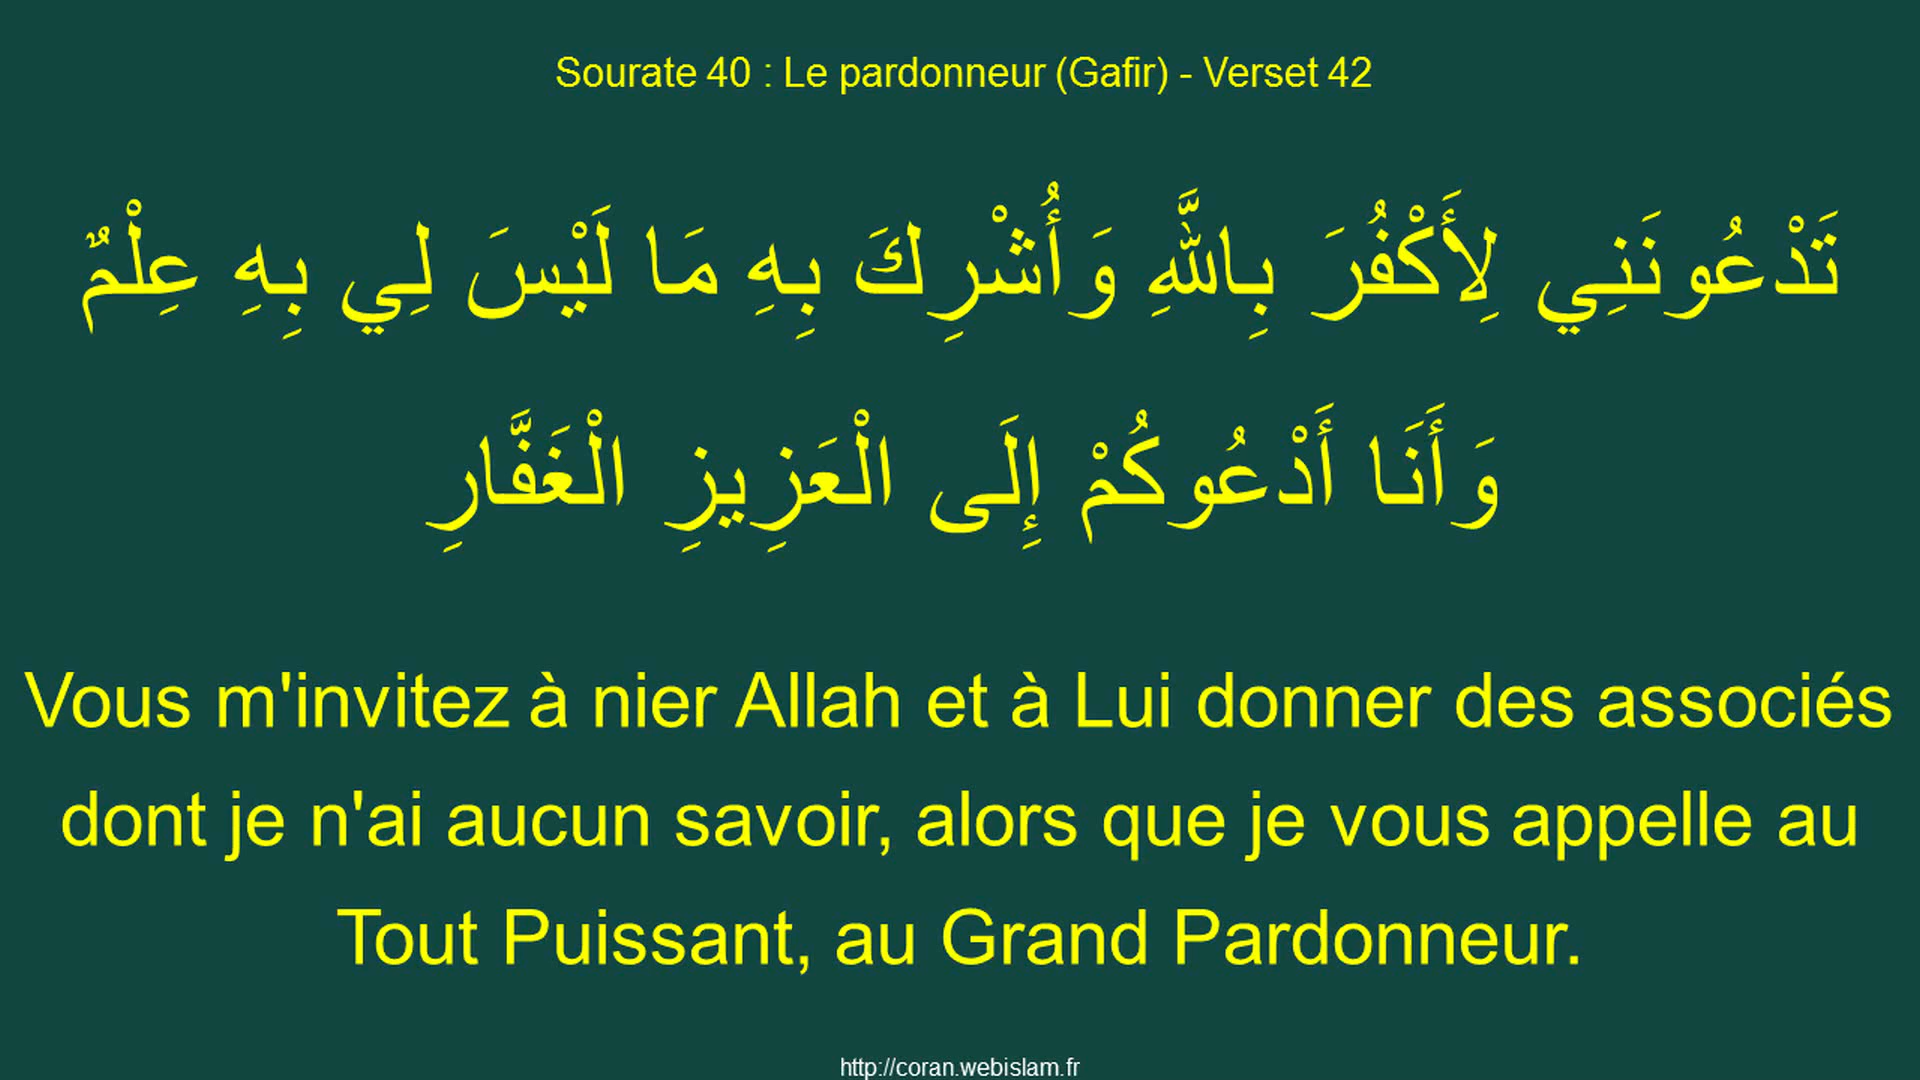 Sourate 40 : Le pardonneur (Gafir) - Verset 42
تَدْعُونَنِي لِأَكْفُرَ بِاللَّهِ وَأُشْرِكَ بِهِ مَا لَيْسَ لِي بِهِ عِلْمٌ
وَأَنَا أَدْعُوكُمْ إِلَى الْعَزِيزِ الْغَفَّارِ
Vous m'invitez à nier Allah et à Lui donner des associés
dont je n'ai aucun savoir, alors que je vous appelle au
Tout Puissant, au Grand Pardonneur.
http://coran.webislam.fr